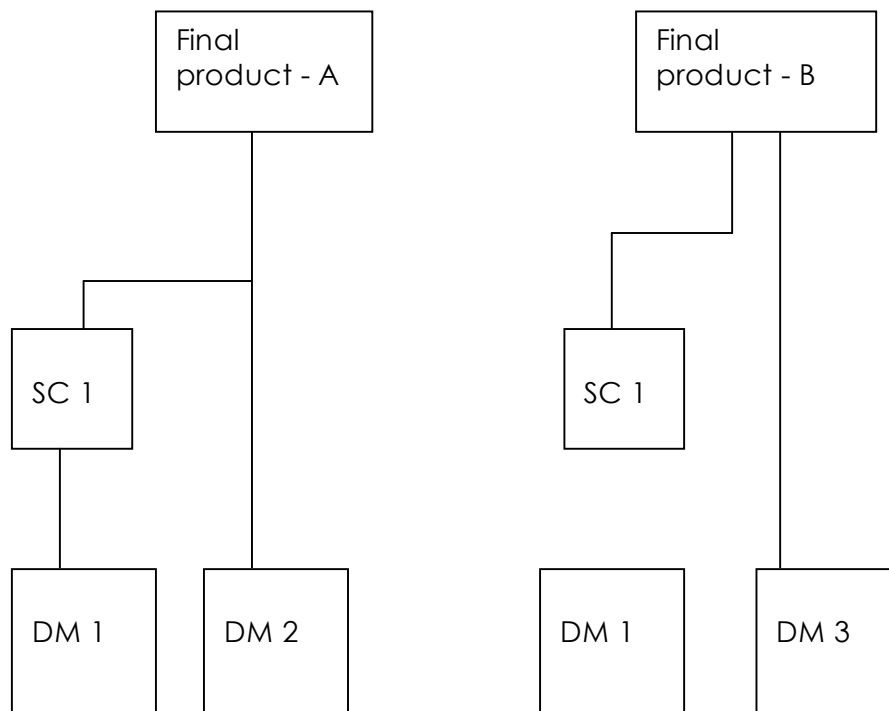 Final
product - A
Final
product - B
SC 1
SC 1
DM 1
DM 2
DM 1
DM 3